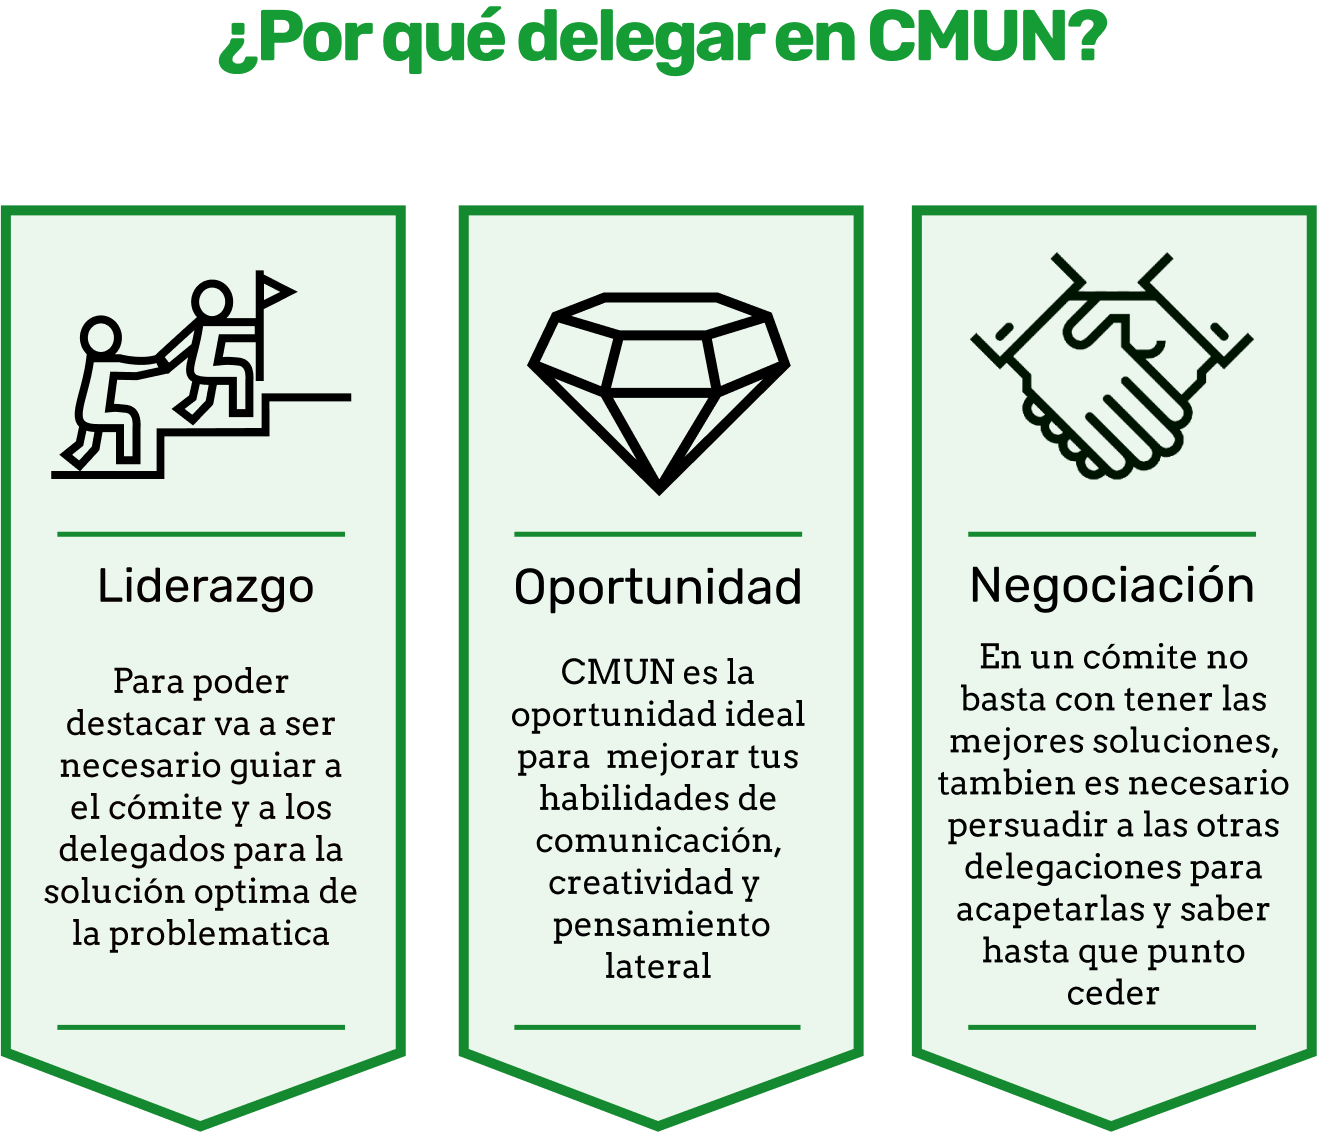 ¿Por qué delegar en CMUN?
Liderazgo
Para poder
destacar va a ser
necesario guiar a
el cómite y a los
delegados para la
solución optima de
la problematica
Oportunidad
CMUN es la
oportunidad ideal
para  mejorar tus
habilidades de
comunicación,
creatividad y
pensamiento
lateral
Negociación
En un cómite no
basta con tener las
mejores soluciones,
tambien es necesario
persuadir a las otras
delegaciones para
acapetarlas y saber
hasta que punto
ceder